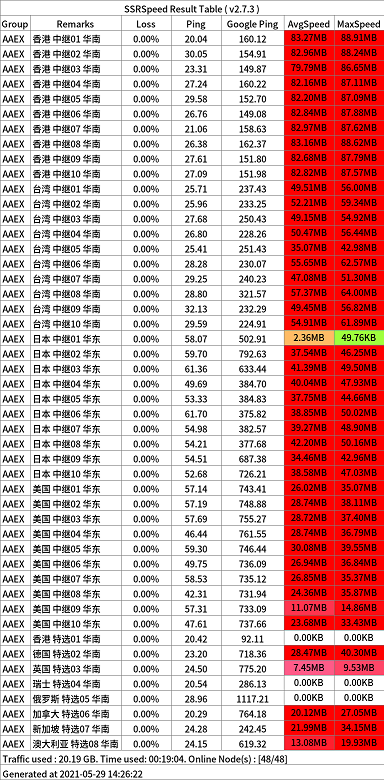 SSRSpeed Result Table ( v2.7.3 )
Group Remarks Loss Ping Google Ping AvgSpeed MaxSpeed
AAEX 香港 中继01 华南 0.00% 20.04 160.12 83.27MB 88.91MB
AAEX 香港 中继02 华南 0.00% 30.05 154.91 82.96MB 88.24MB
AAEX 香港 中继03 华南 0.00% 23.31 149.87 79.79MB 86.65MB
AAEX 香港 中继04 华南 0.00% 27.24 160.22 82.16MB 87.11MB
AAEX 香港 中继05 华南 0.00% 29.58 152.70 82.20MB 87.09MB
AAEX 香港 中继06 华南 0.00% 26.76 149.08 82.84MB 87.88MB
AAEX 香港 中继07 华南 0.00% 21.06 158.63 82.97MB 87.62MB
AAEX 香港 中继08 华南 0.00% 26.38 162.37 83.16MB 88.62MB
AAEX 香港 中继09 华南 0.00% 27.61 151.80 82.68MB 87.79MB
AAEX 香港 中继10 华南 0.00% 27.09 151.98 82.82MB 87.57MB
AAEX 台湾 中继01 华南 0.00% 25.71 237.43 49.51MB 56.00MB
AAEX 台湾 中继02 华南 0.00% 25.96 233.25 52.21MB 59.34MB
AAEX 台湾 中继03 华南 0.00% 27.68 250.43 49.15MB 54.92MB
AAEX 台湾 中继04 华南 0.00% 26.80 228.26 50.47MB 56.44MB
AAEX 台湾 中继05 华南 0.00% 25.41 251.43 35.07MB 42.98MB
AAEX 台湾 中继06 华南 0.00% 28.28 230.07 55.65MB 62.57MB
AAEX 台湾 中继07 华南 0.00% 29.25 240.23 47.08MB 51.30MB
AAEX 台湾 中继08 华南 0.00% 28.80 321.57 57.37MB 64.00MB
AAEX 台湾 中继09 华南 0.00% 32.13 232.29 49.45MB 56.82MB
AAEX 台湾 中继10 华南 0.00% 29.59 224.91 54.91MB 61.89MB
AAEX 日本 中继01 华东 0.00% 58.07 502.91 2.36MB 49.76KB
AAEX 日本 中继02 华东 0.00% 59.70 792.63 37.54MB 46.25MB
AAEX 日本 中继03 华东 0.00% 61.36 633.44 41.39MB 49.50MB
AAEX 日本 中继04 华东 0.00% 49.69 384.70 40.04MB 47.93MB
AAEX 日本 中继05 华东 0.00% 53.33 384.83 37.75MB 44.66MB
AAEX 日本 中继06 华东 0.00% 61.70 375.82 38.85MB 50.02MB
AAEX 日本 中继07 华东 0.00% 54.98 382.57 39.27MB 48.90MB
AAEX 日本 中继08 华东 0.00% 54.21 377.68 42.20MB 50.16MB
AAEX 日本 中继09 华东 0.00% 54.51 687.38 34.46MB 42.96MB
AAEX 日本 中继10 华东 0.00% 52.68 726.21 38.58MB 47.03MB
AAEX 美国 中继01 华东 0.00% 57.14 743.41 26.02MB 35.07MB
AAEX 美国 中继02 华东 0.00% 57.19 748.88 28.74MB 38.11MB
AAEX 美国 中继03 华东 0.00% 57.69 755.27 28.72MB 37.40MB
AAEX 美国 中继04 华东 0.00% 46.44 761.55 28.74MB 36.79MB
AAEX 美国 中继05 华东 0.00% 59.30 746.44 30.08MB 39.55MB
AAEX 美国 中继06 华东 0.00% 49.75 736.09 26.94MB 36.84MB
AAEX 美国 中继07 华东 0.00% 58.53 735.12 26.85MB 35.37MB
AAEX 美国 中继08 华东 0.00% 42.31 731.94 24.36MB 35.87MB
AAEX 美国 中继09 华东 0.00% 57.31 733.09 11.07MB 14.86MB
AAEX 美国 中继10 华东 0.00% 47.61 737.66 23.68MB 33.43MB
AAEX 香港 特选01 华南 0.00% 20.42 92.11 0.00KB 0.00KB
AAEX 德国 特选02 华南 0.00% 23.20 718.36 28.47MB 40.30MB
AAEX 英国 特选03 华南 0.00% 24.50 775.20 7.45MB 9.53MB
AAEX 瑞士 特选04 华南 0.00% 20.54 286.13 0.00KB 0.00KB
AAEX 俄罗斯 特选05 华南 0.00% 28.96 1117.21 0.00KB 0.00KB
AAEX 加拿大 特选06 华南 0.00% 20.29 764.18 20.12MB 27.05MB
AAEX 新加坡 特选07 华南 0.00% 24.28 242.45 21.99MB 34.15MB
AAEX 澳大利亚 特选08 华南 0.00% 24.15 619.32 13.08MB 19.93MB
Traffic used : 20.19 GB. Time used: 00:19:04. Online Node(s) : [48/48]
Generated at 2021-05-29 14:26:22